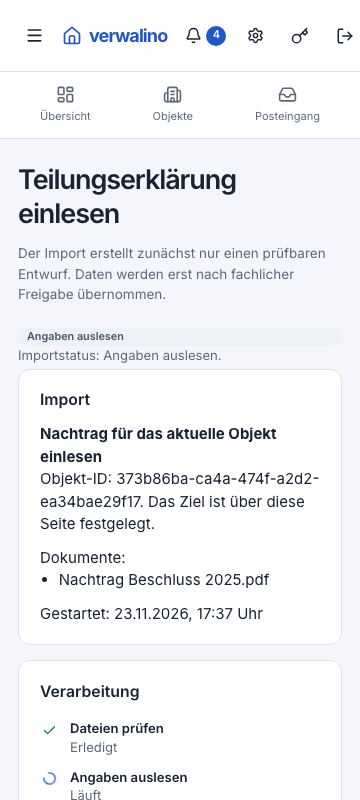 verwalino
4
Übersicht
Objekte
Posteingang
Teilungserklärung
einlesen
Der Import erstellt zunächst nur einen prüfbaren
Entwurf. Daten werden erst nach fachlicher
Freigabe übernommen.
Angaben auslesen
Importstatus: Angaben auslesen.
Import
Nachtrag für das aktuelle Objekt
einlesen
Objekt-ID: 373b86ba-ca4a-474f-a2d2-
ea34bae29f17. Das Ziel ist über diese
Seite festgelegt.
Dokumente:
• Nachtrag Beschluss 2025.pdf
Gestartet: 23.11.2026, 17:37 Uhr
Verarbeitung
Dateien prüfen
Erledigt
Angaben auslesen
Läuft